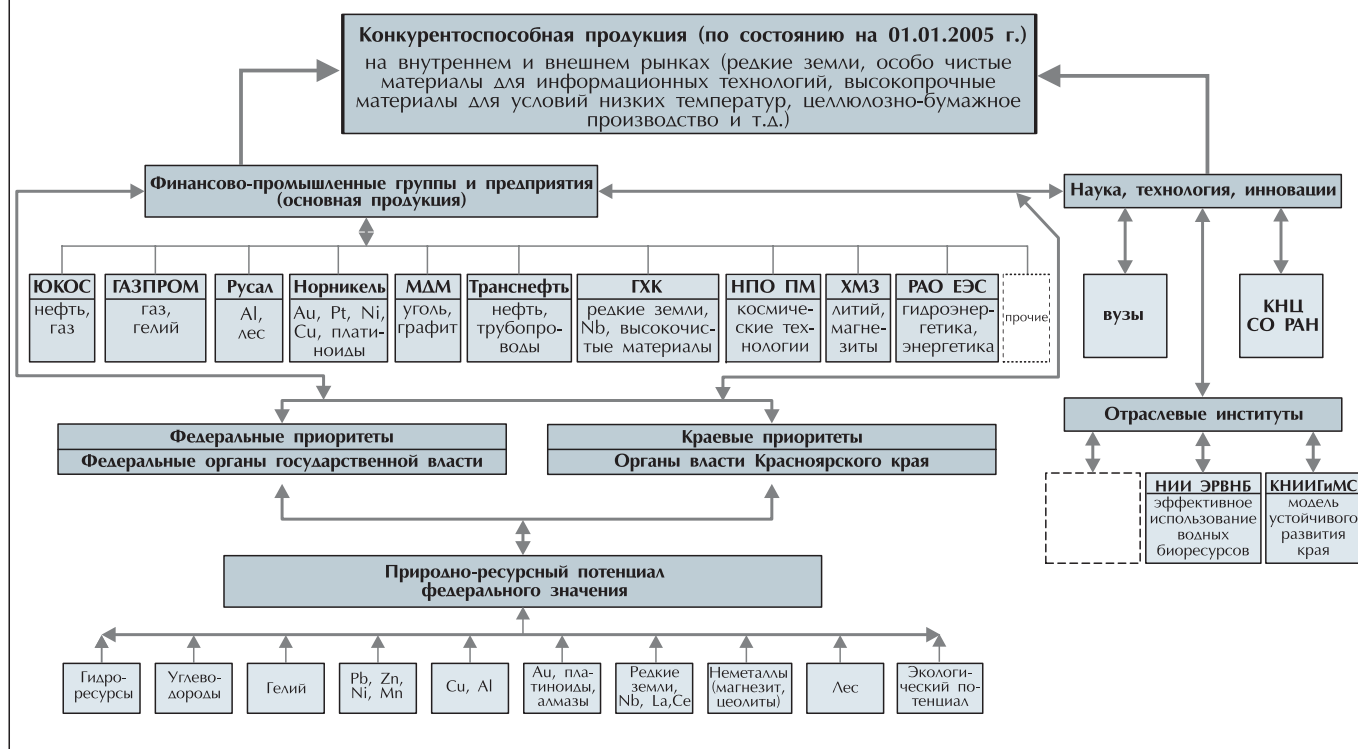 Конкурентоспособная продукция (по состоянию на 01.01.2005 г.)
на внутреннем и внешнем рынках (редкие земли, особо чистые
материалы для информационных технологий, высокопрочные
материалы для условий низких температур, целлюлозно-бумажное
производство и т.д.)
Финансово-промышленные группы и предприятия
(основная продукция)
Наука, технология, инновации
ЮКОС
нефть,
газ
ГАЗПРОМ
газ,
гелий
Русал
Al,
лес
Норникель
Au, Pt, Ni,
Cu, плати-
ноиды
МДМ
уголь,
графит
Транснефть
нефть,
трубопро-
воды
ГХК
редкие земли,
Nb, высокочис-
тые материалы
НПО ПМ
космиче-
ские тех-
нологии
ХМЗ
литий,
магне-
зиты
РАО ЕЭС
гидроэнер-
гетика,
энергетика
прочие
вузы
КНЦ
СО РАН
Отраслевые институты
НИИ ЭРВНБ
эффективное
использование
водных
биоресурсов
КНИИГиМС
модель
устойчивого
развития
края
Федеральные приоритеты
Федеральные органы государственной власти
Краевые приоритеты
Органы власти Красноярского края
Природно-ресурсный потенциал
федерального значения
Гидро-
ресурсы
Углево-
дороды
Гелий
Pb, Zn,
Ni, Mn
Cu, Al
Au, пла-
тиноиды,
алмазы
Редкие
земли,
Nb, La,Ce
Неметаллы
(магнезит,
цеолиты)
Лес
Экологи-
ческий по-
тенциал